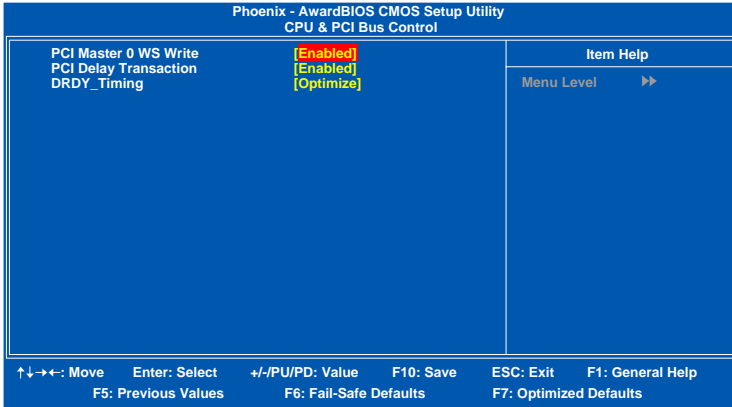 Phoenix - AwardBIOS CMOS Setup Utility
CPU & PCI Bus Control
PCI Master 0 WS Write [Enabled]
PCI Delay Transaction [Enabled]
DRDY_Timing [Optimize]
Item Help
Menu Level ▶▶
↑↓→←: Move Enter: Select +/-/PU/PD: Value F10: Save ESC: Exit F1: General Help
F5: Previous Values F6: Fail-Safe Defaults F7: Optimized Defaults